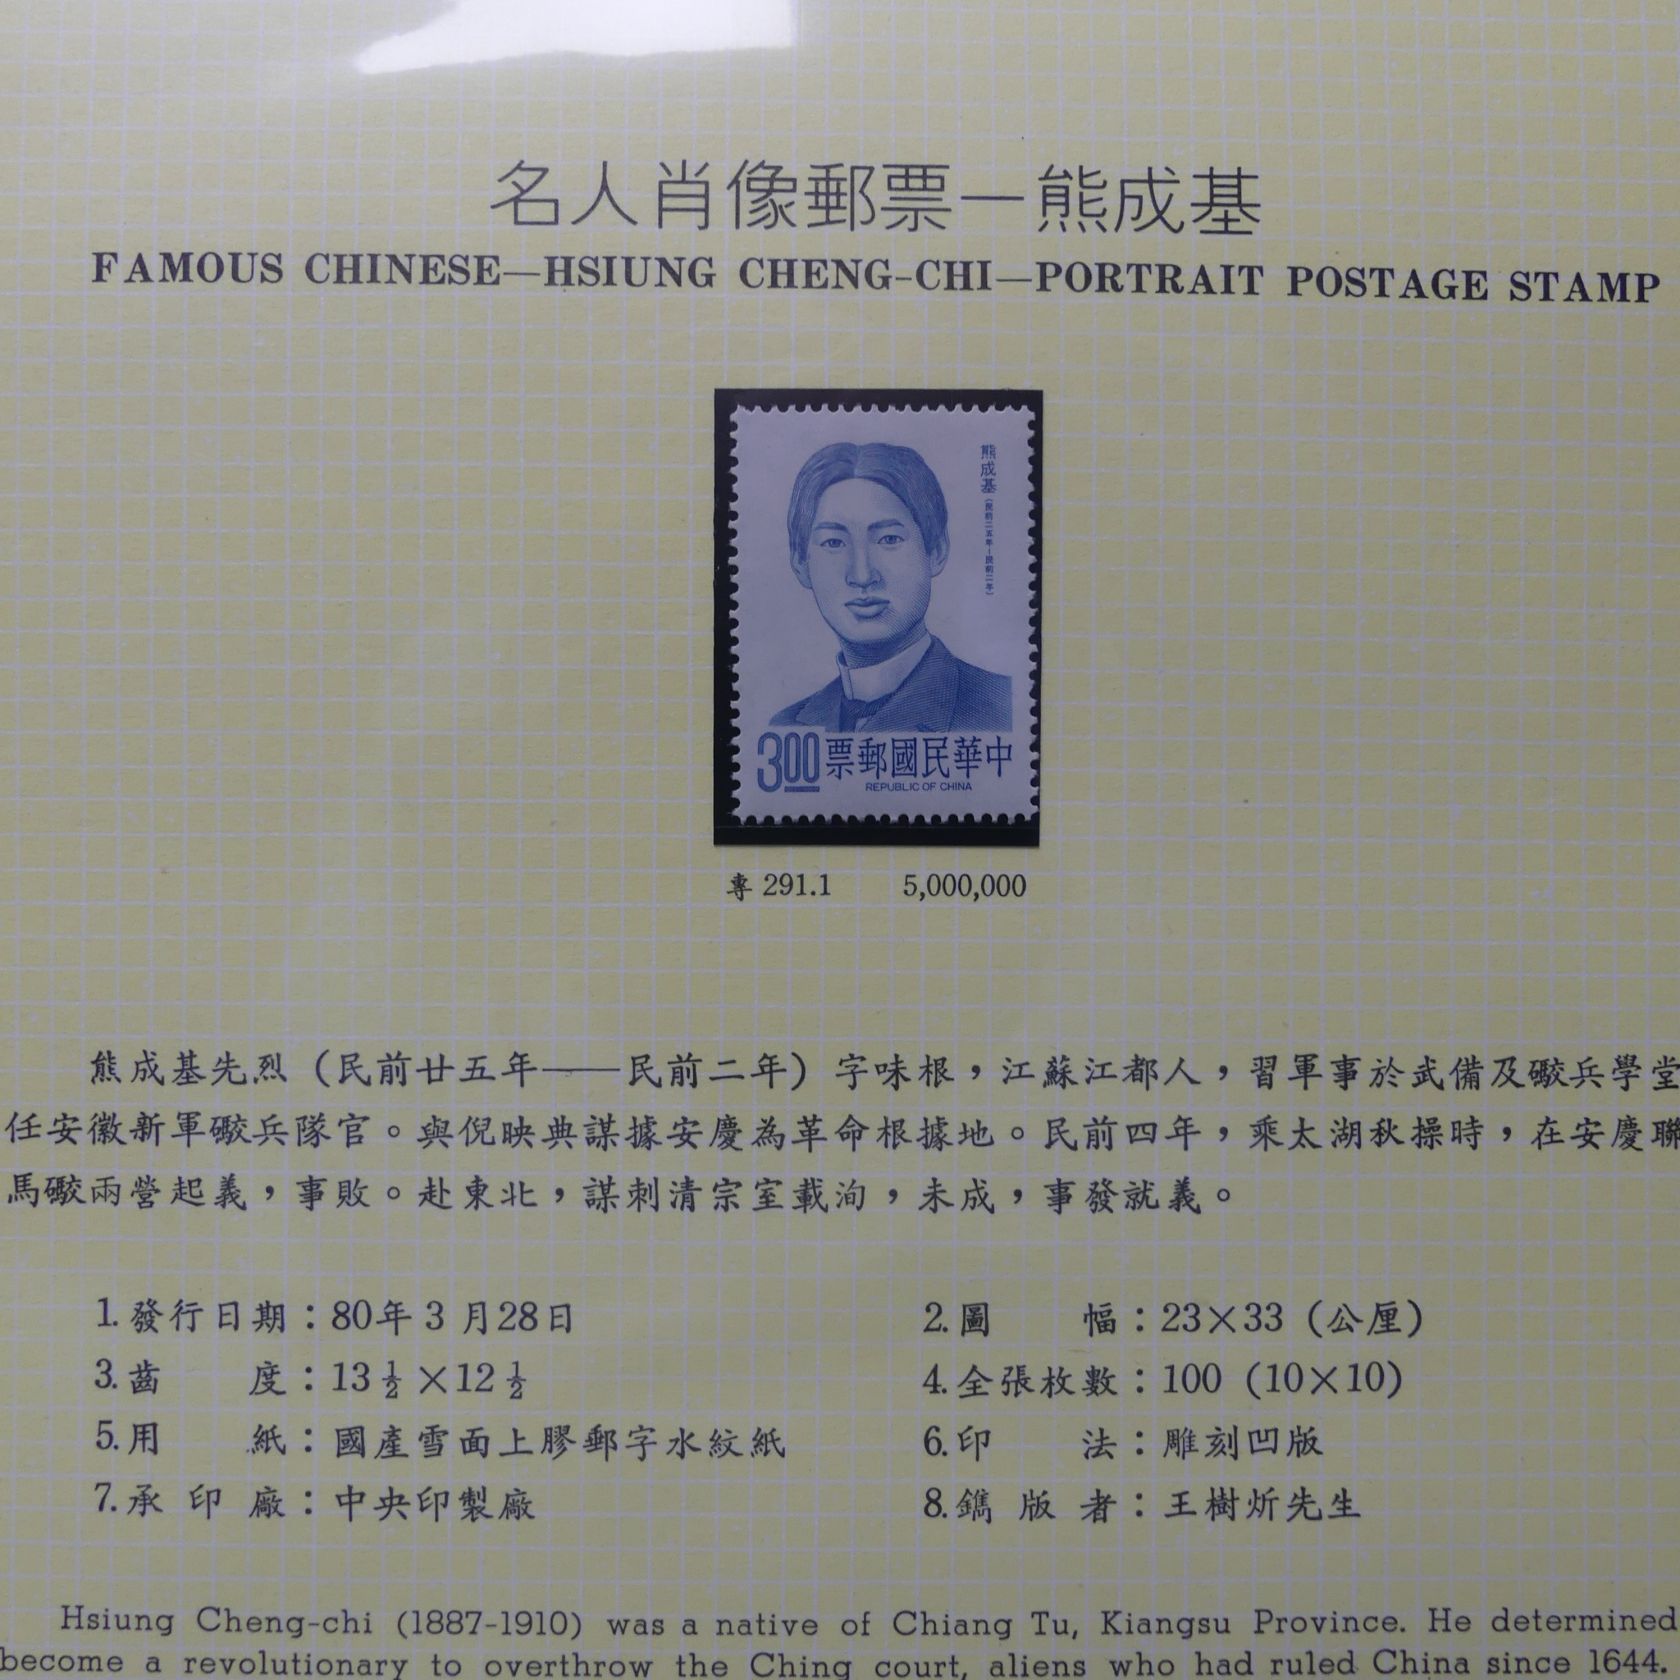 名人肖像郵票—熊成基
FAMOUS CHINESE—HSIUNG CHENG-CHI—PORTRAIT POSTAGE STAMP
熊成基(民前二五年—民前二年)
3.00 票郵國民華中
REPUBLIC OF CHINA
專 291.1 5,000,000
熊成基先烈(民前廿五年——民前二年)字味根,江蘇江都人,習軍事於武備及礮兵學堂
任安徽新軍礮兵隊官。與倪映典謀據安慶為革命根據地。民前四年,乘太湖秋操時,在安慶聯
馬礮兩營起義,事敗。赴東北,謀刺清宗室載洵,未成,事發就義。
1. 發行日期:80年3月28日 2. 圖幅:23×33(公厘)
3. 齒度:13½×12½ 4. 全張枚數:100 (10×10)
5. 用紙:國產雪面上膠郵字水紋紙 6. 印法:雕刻凹版
7. 承印廠:中央印製廠 8. 鐫版者:王樹炘先生
Hsiung Cheng-chi (1887-1910) was a native of Chiang Tu, Kiangsu Province. He determined
become a revolutionary to overthrow the Ching court, aliens who had ruled China since 1644.